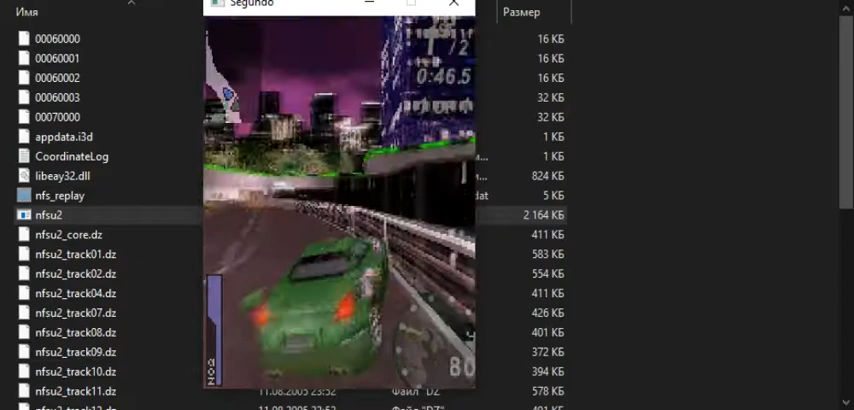 Имя
Segundo
Размер
00060000 16 КБ
00060001 16 КБ
00060002 16 КБ
00060003 32 КБ
00070000 32 КБ
appdata.i3d 1 КБ
CoordinateLog м... 1 КБ
libeay32.dll 824 КБ
nfs_replay dat 5 КБ
nfsu2 2 164 КБ
nfsu2_core.dz 411 КБ
nfsu2_track01.dz 583 КБ
nfsu2_track02.dz 554 КБ
nfsu2_track04.dz 411 КБ
nfsu2_track07.dz 426 КБ
nfsu2_track08.dz 401 КБ
nfsu2_track09.dz 372 КБ
nfsu2_track10.dz 394 КБ
nfsu2_track11.dz 11.08.2005 23:52 Файл "DZ" 578 КБ
1 /2
0:46.5
80